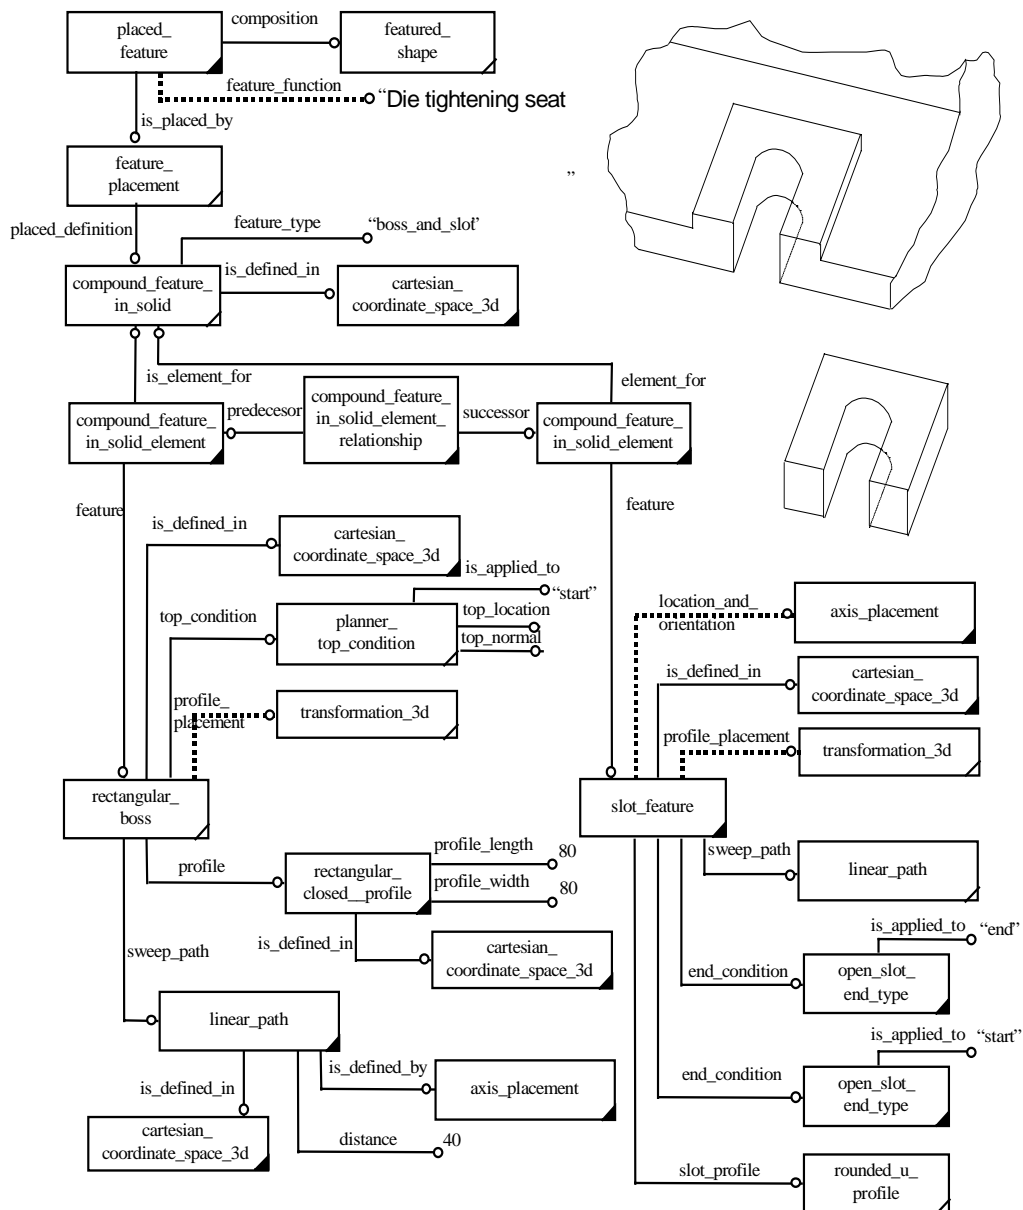 placed_
feature
composition
featured_
shape
feature_function
“Die tightening seat
”
is_placed_by
feature_
placement
placed_definition
feature_type
“boss_and_slot”
compound_feature_
in_solid
is_defined_in
cartesian_
coordinate_space_3d
is_element_for
element_for
compound_feature_
in_solid_element
predecesor
compound_feature_
in_solid_element_
relationship
successor
compound_feature_
in_solid_element
feature
feature
is_defined_in
cartesian_
coordinate_space_3d
is_applied_to
“start”
top_condition
planner_
top_condition
top_location
top_normal
profile_
placement
transformation_3d
location_and_
orientation
axis_placement
is_defined_in
cartesian_
coordinate_space_3d
profile_placement
transformation_3d
rectangular_
boss
slot_feature
profile
rectangular_
closed__profile
profile_length
80
profile_width
80
is_defined_in
cartesian_
coordinate_space_3d
sweep_path
linear_path
sweep_path
linear_path
is_defined_in
cartesian_
coordinate_space_3d
is_defined_by
axis_placement
distance
40
is_applied_to
“end”
end_condition
open_slot_
end_type
is_applied_to
“start”
end_condition
open_slot_
end_type
slot_profile
rounded_u_
profile